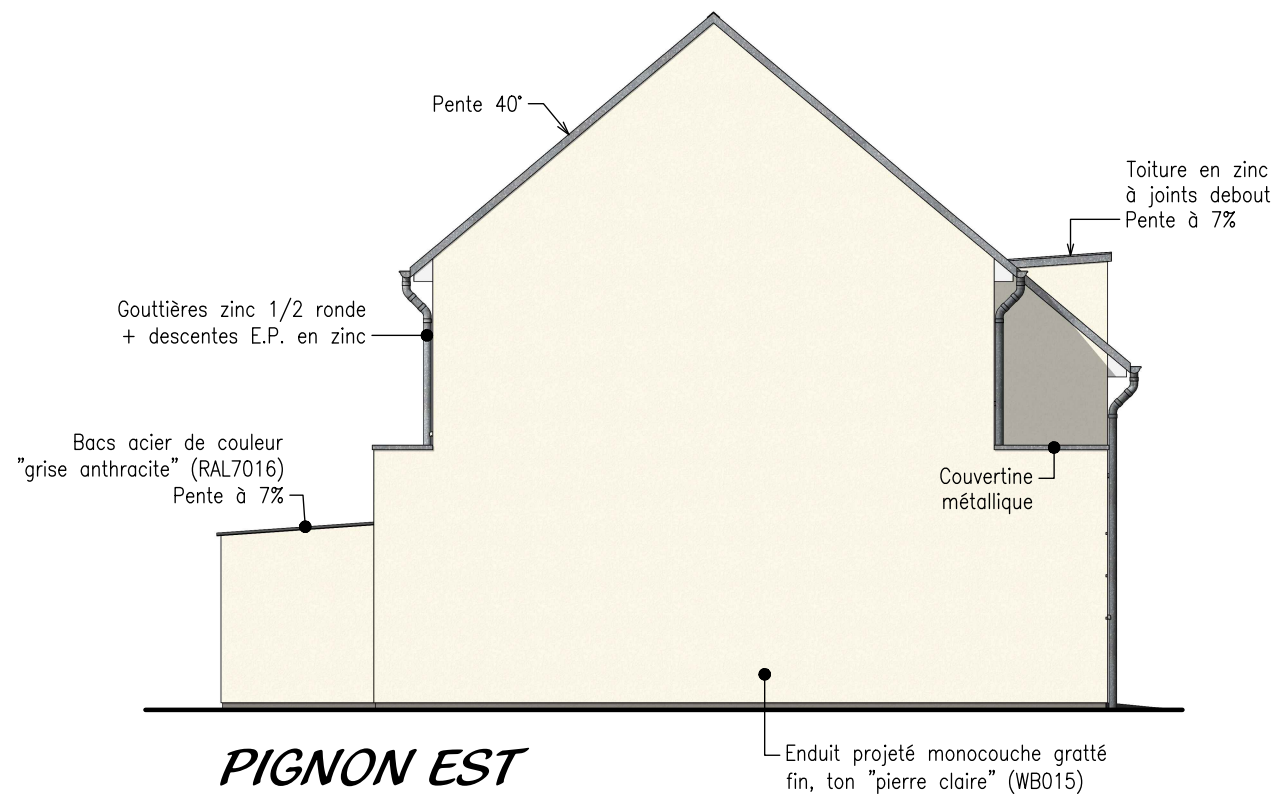 Pente 40°
Toiture en zinc
à joints debout
Pente à 7%
Gouttières zinc 1/2 ronde
+ descentes E.P. en zinc
Bacs acier de couleur
"grise anthracite" (RAL7016)
Pente à 7%
Couvertine
métallique
Enduit projeté monocouche gratté
fin, ton "pierre claire" (WB015)
PIGNON EST